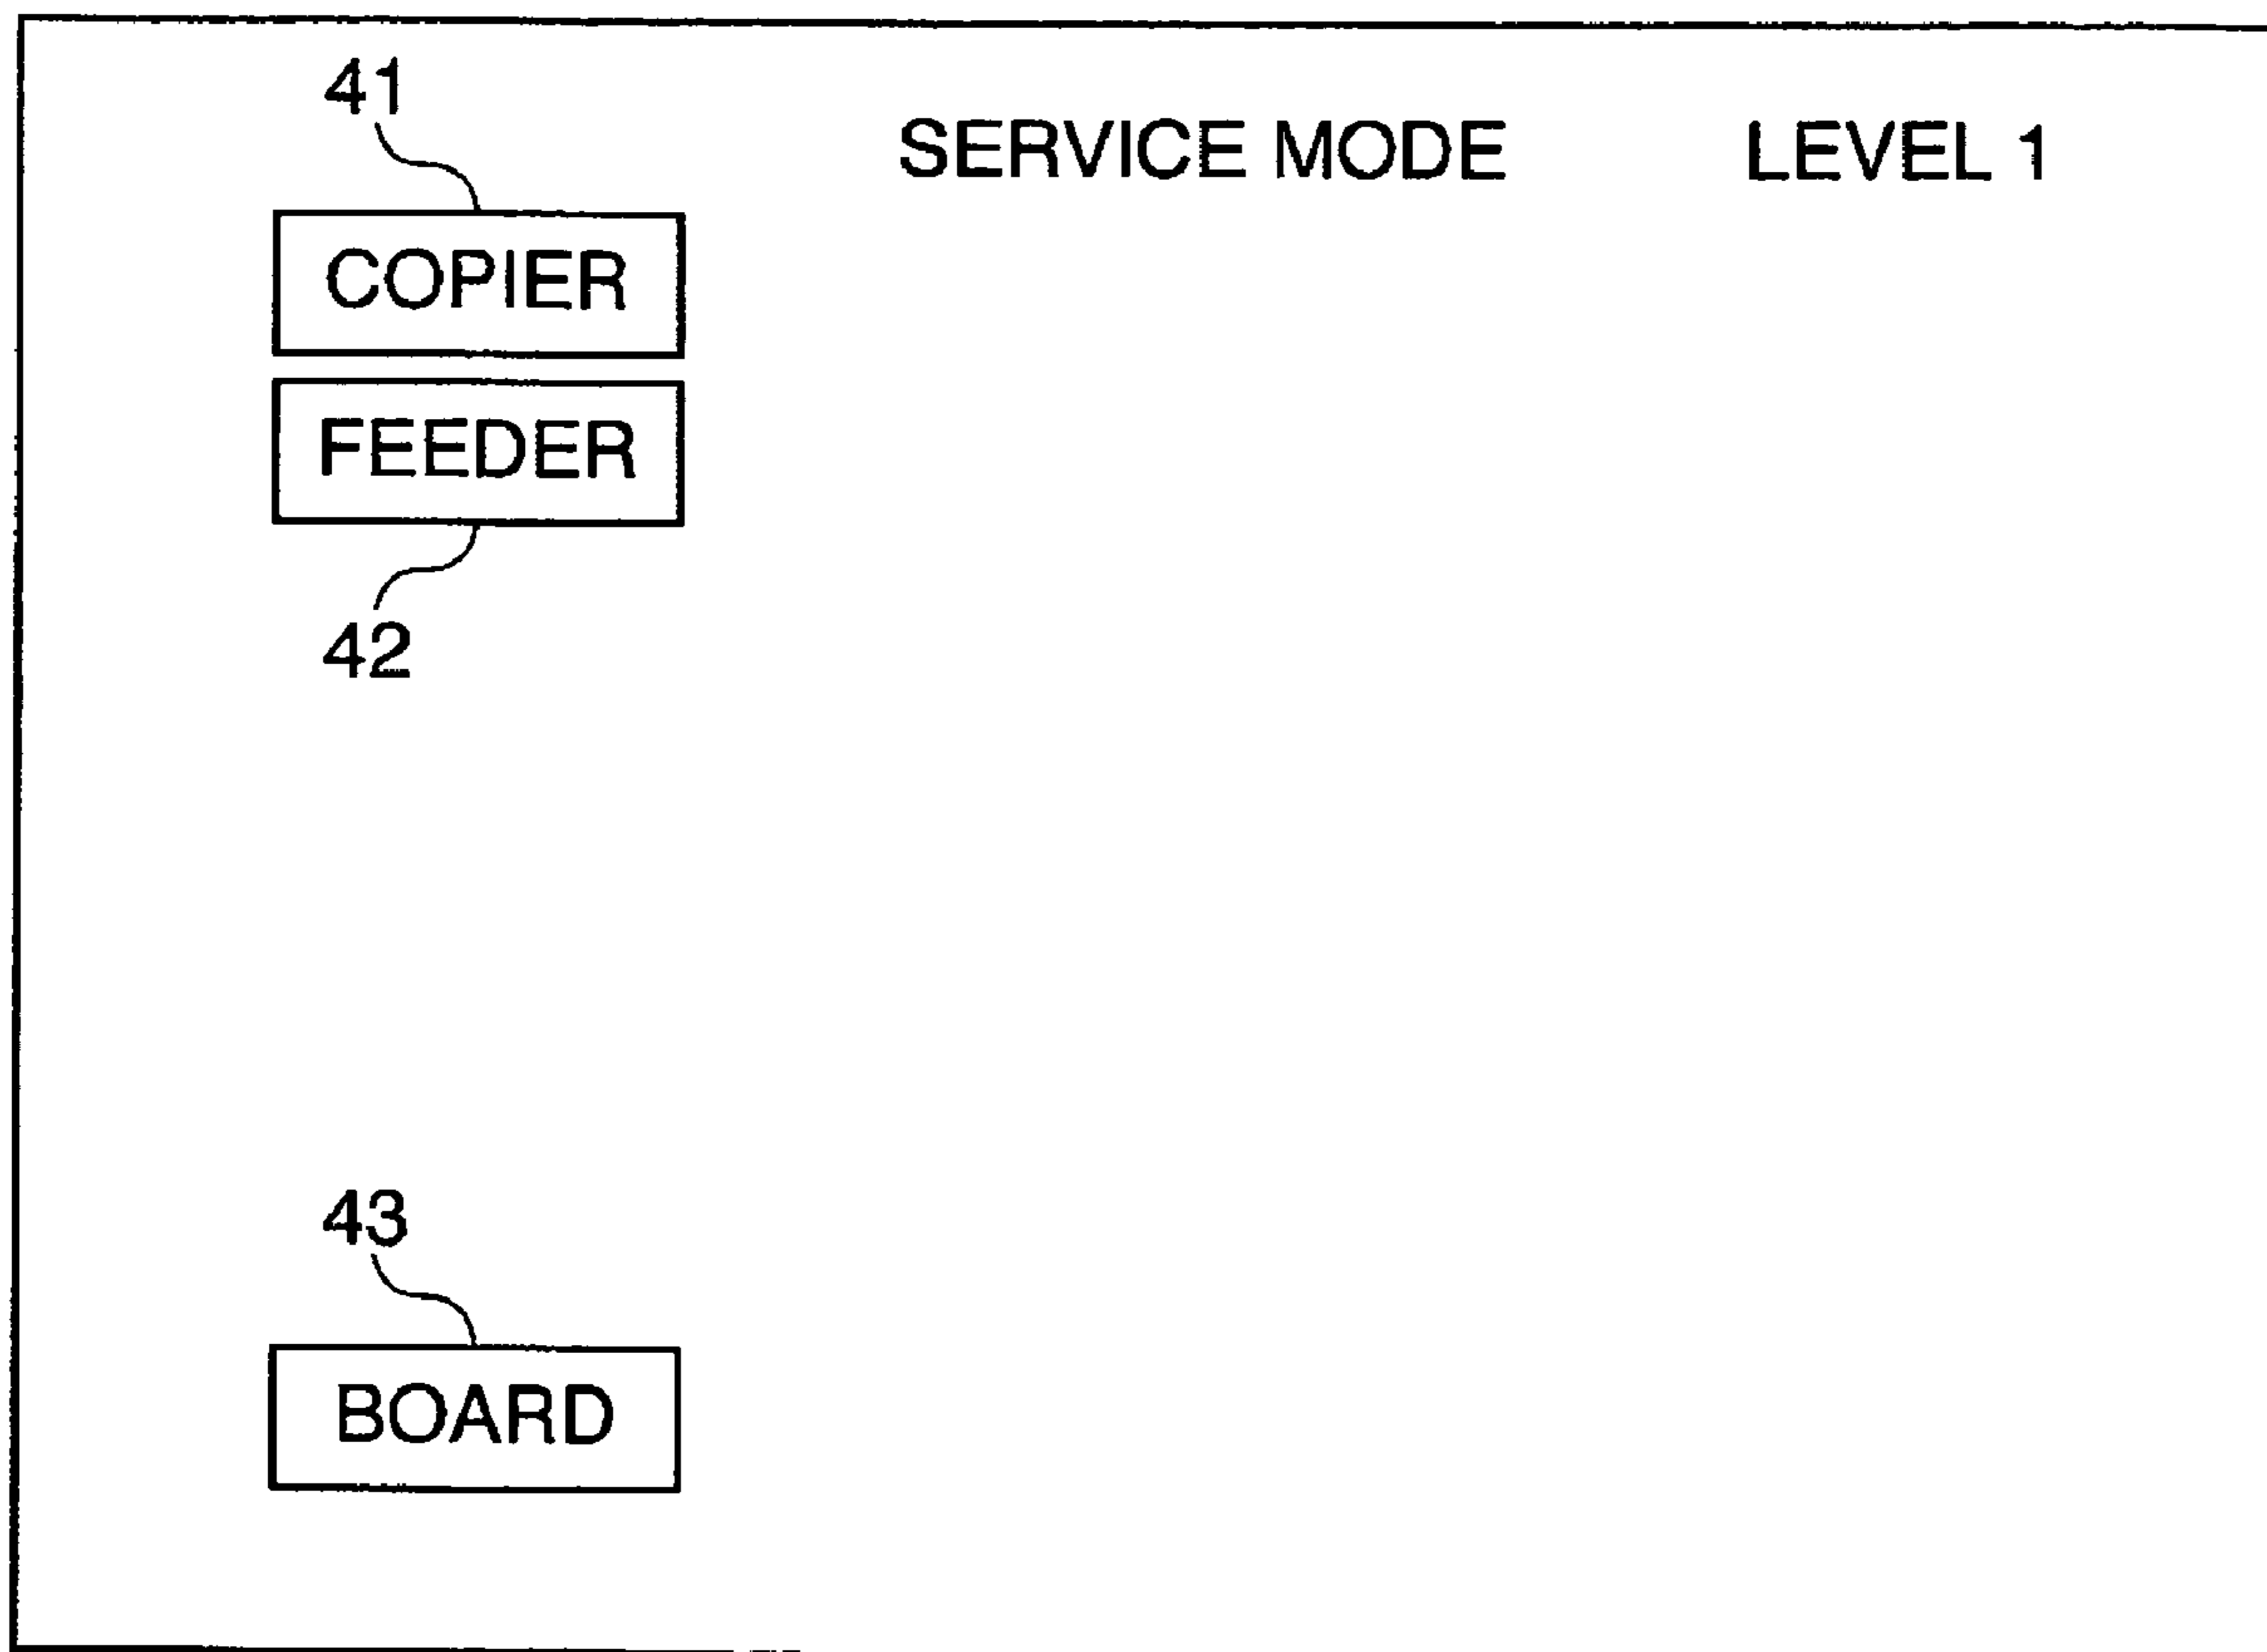 41
SERVICE MODE LEVEL 1
COPIER
FEEDER
42
43
BOARD